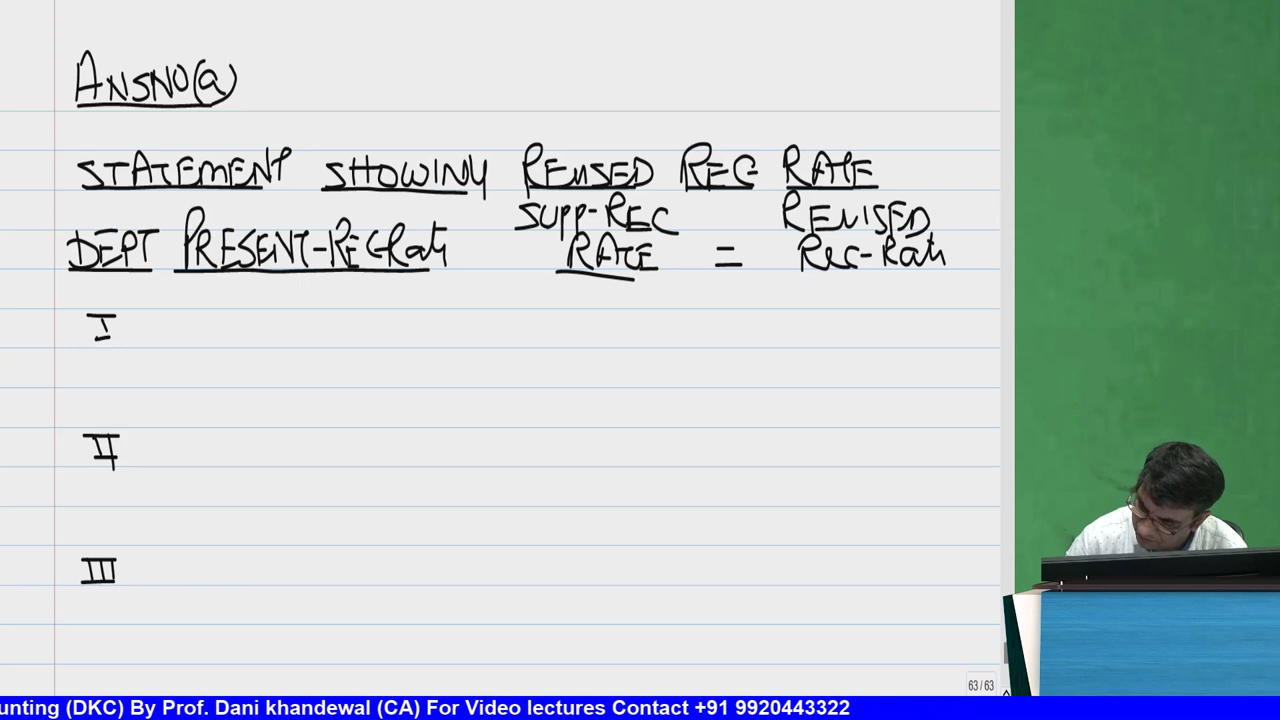 ANSNO(a)
STATEMENT SHOWING REVISED REC RATE
DEPT PRESENT-REC-Rate SUPP-REC RATE = REVISED Rec-Rate
I
II
III
63/63
unting (DKC) By Prof. Dani khandewal (CA) For Video lectures Contact +91 9920443322